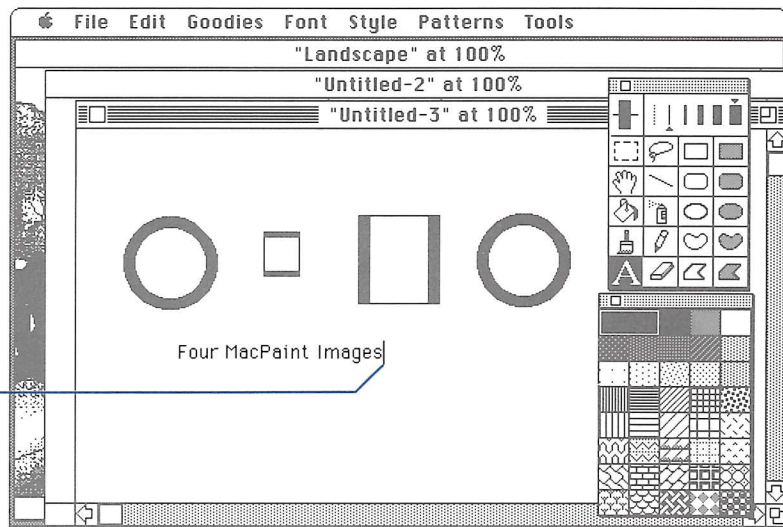 File Edit Goodies Font Style Patterns Tools
"Landscape" at 100%
"Untitled-2" at 100%
"Untitled-3" at 100%
A
Four MacPaint Images